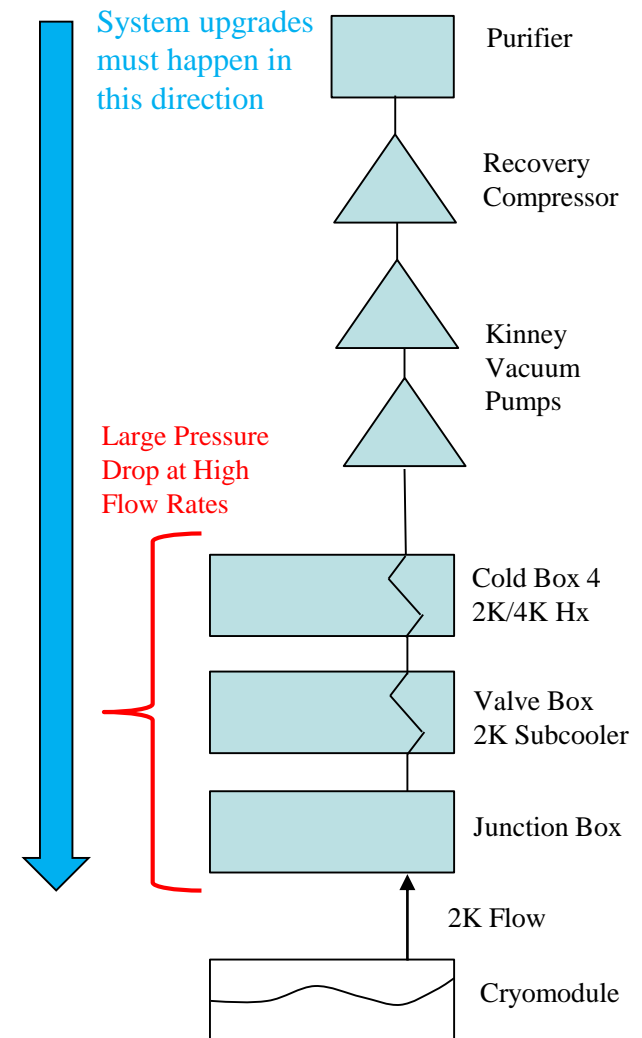 System upgrades
must happen in
this direction
Purifier
Recovery
Compressor
Kinney
Vacuum
Pumps
Large Pressure
Drop at High
Flow Rates
Cold Box 4
2K/4K Hx
Valve Box
2K Subcooler
Junction Box
2K Flow
Cryomodule